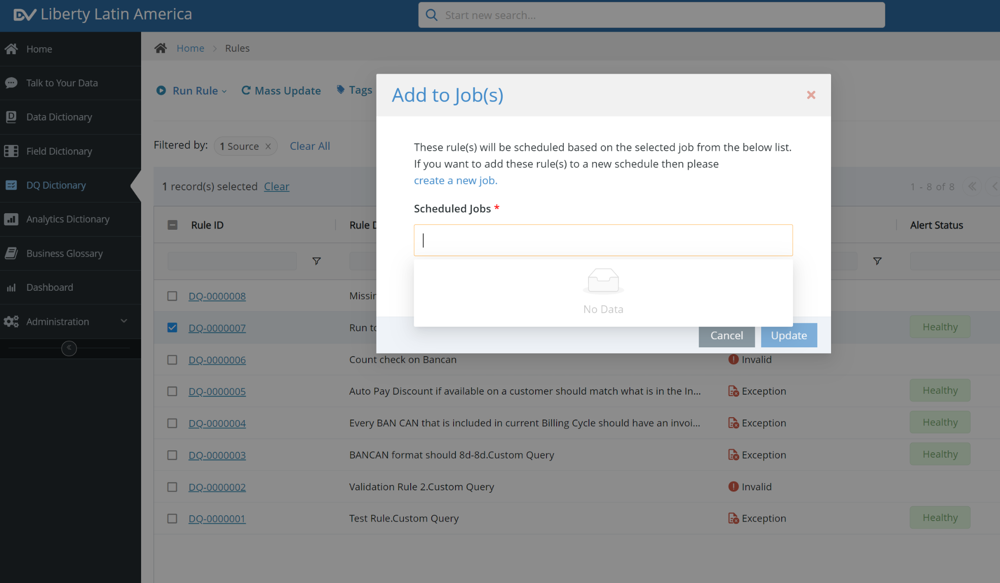 DV Liberty Latin America
Start new search...
Home
Talk to Your Data
Data Dictionary
Field Dictionary
DQ Dictionary
Analytics Dictionary
Business Glossary
Dashboard
Administration
Home > Rules
Run Rule
Mass Update
Tags
Filtered by: 1 Source × Clear All
1 record(s) selected Clear
1 - 8 of 8
Rule ID
Rule D
Alert Status
DQ-0000008 Missin
DQ-0000007 Run to Healthy
DQ-0000006 Count check on Bancan Invalid
DQ-0000005 Auto Pay Discount if available on a customer should match what is in the In... Exception Healthy
DQ-0000004 Every BAN CAN that is included in current Billing Cycle should have an invoi... Exception Healthy
DQ-0000003 BANCAN format should 8d-8d.Custom Query Exception Healthy
DQ-0000002 Validation Rule 2.Custom Query Invalid
DQ-0000001 Test Rule.Custom Query Exception Healthy
Add to Job(s)
These rule(s) will be scheduled based on the selected job from the below list.
If you want to add these rule(s) to a new schedule then please
create a new job.
Scheduled Jobs *
No Data
Cancel
Update